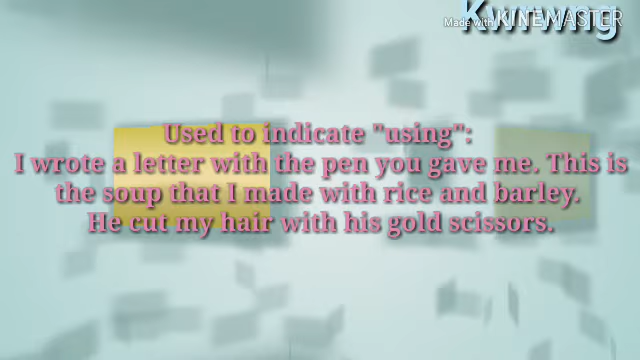 Kwrwng
Made with KINEMASTER
Used to indicate "using":
I wrote a letter with the pen you gave me. This is
the soup that I made with rice and barley.
He cut my hair with his gold scissors.